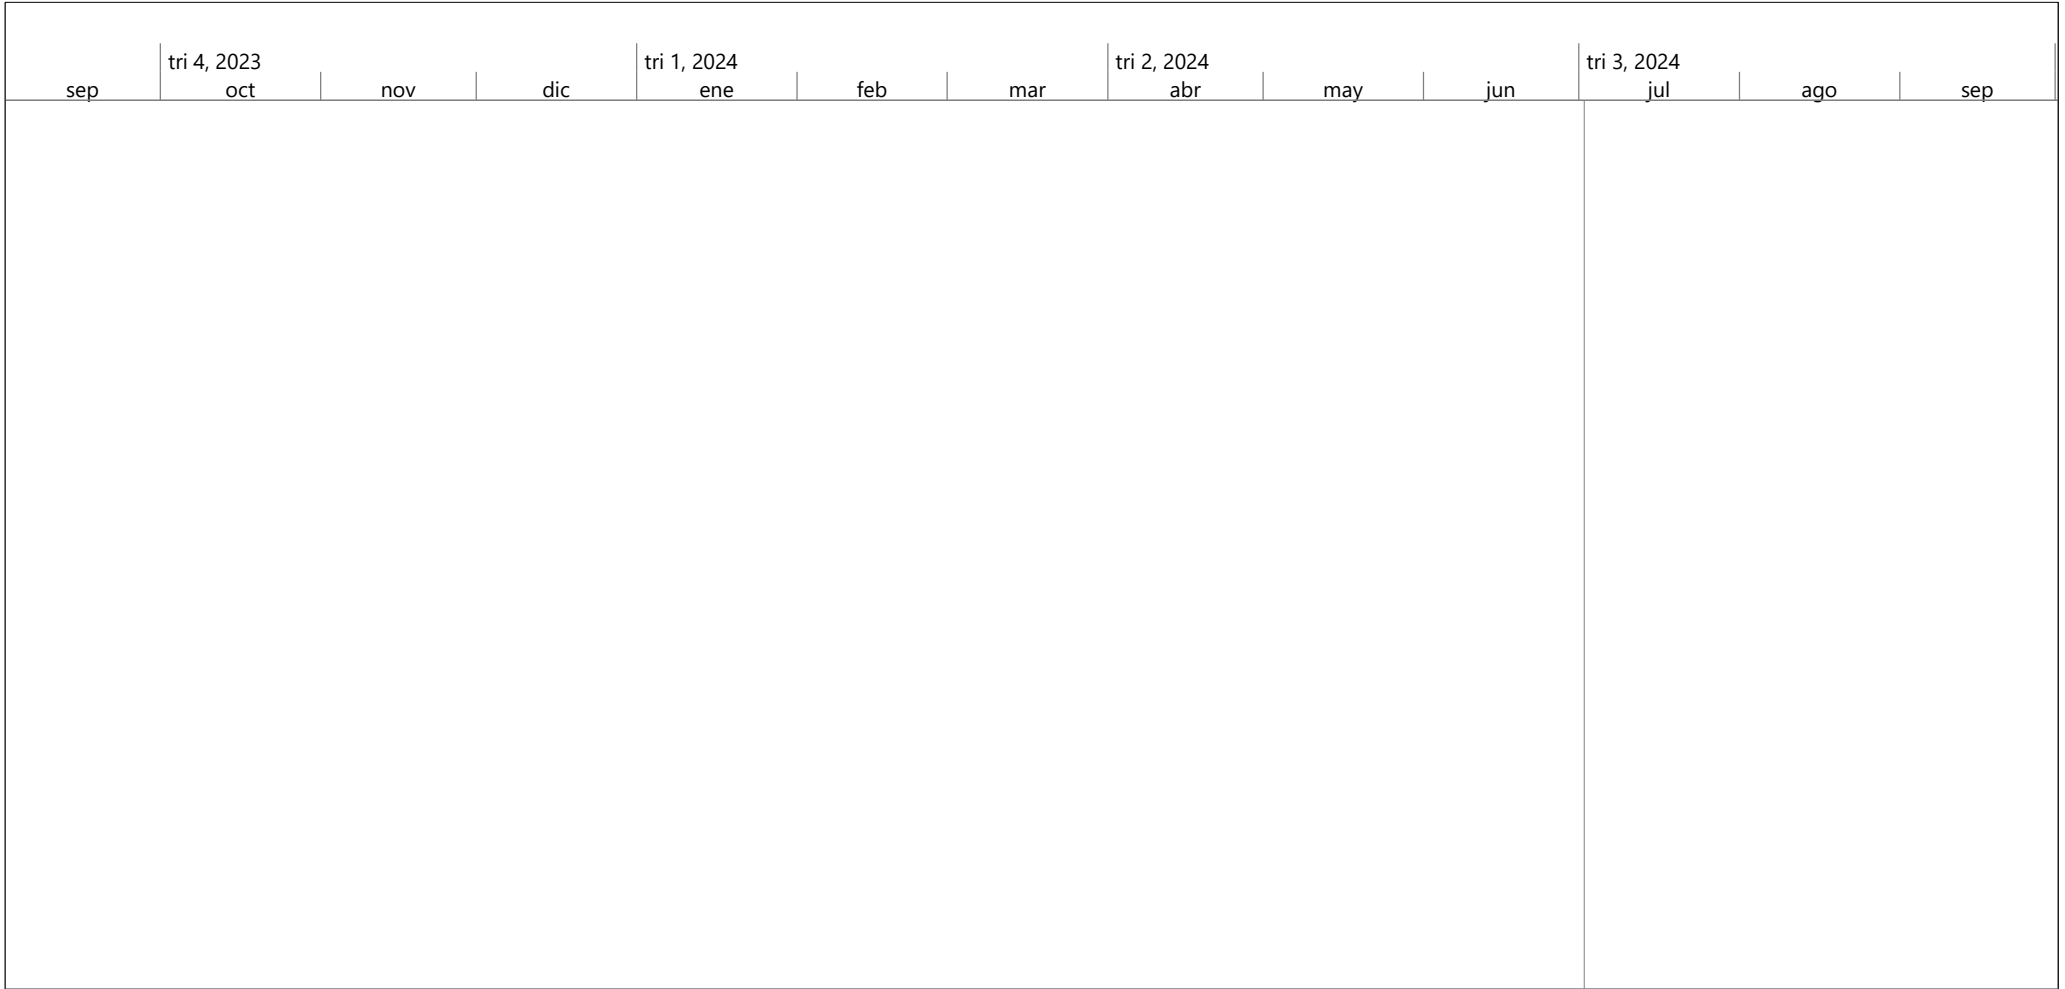 tri 4, 2023 tri 1, 2024 tri 2, 2024 tri 3, 2024
sep oct nov dic ene feb mar abr may jun jul ago sep